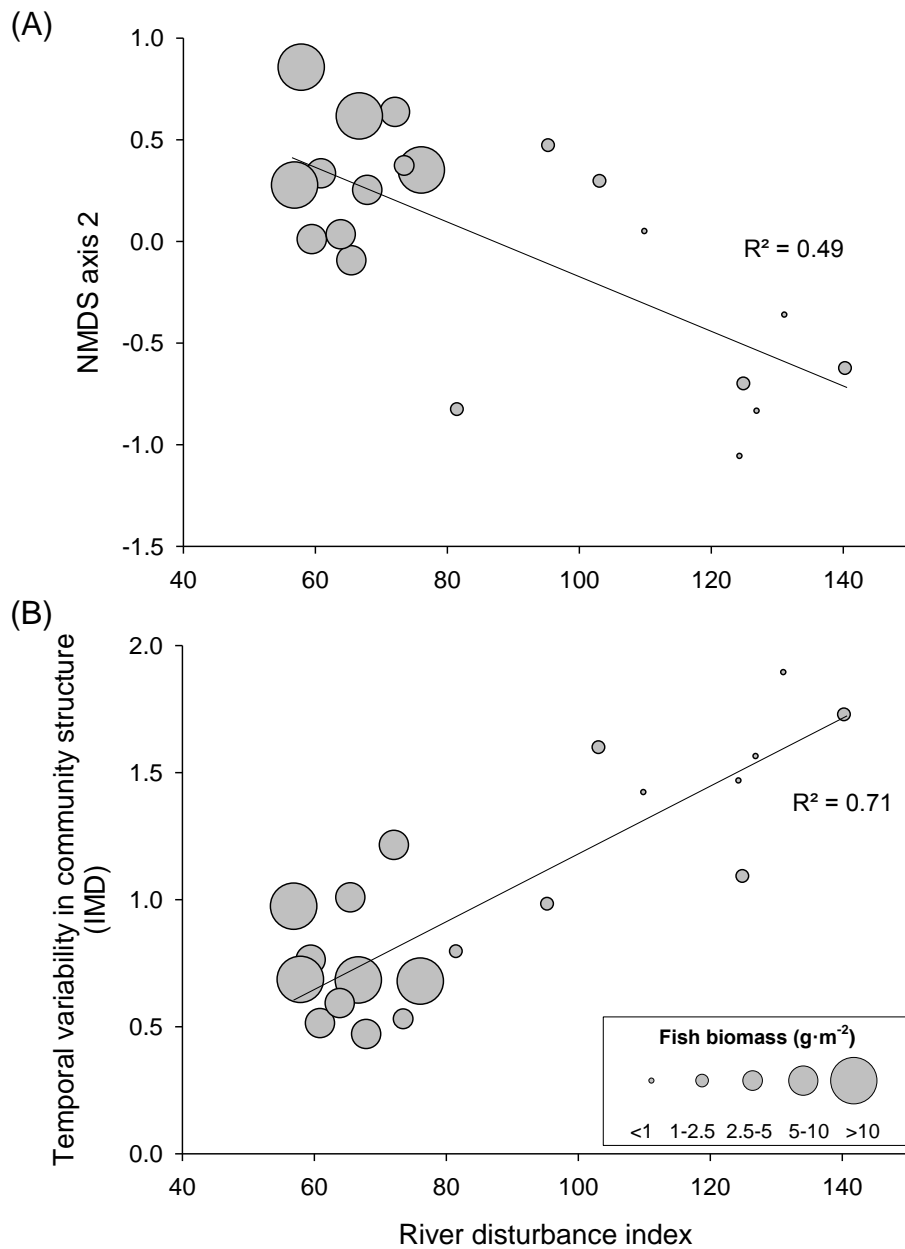 (A)
1.0
0.5
0.0
-0.5
-1.0
-1.5
NMDS axis 2
R² = 0.49
40 60 80 100 120 140
(B)
2.0
1.5
1.0
0.5
0.0
Temporal variability in community structure
(IMD)
R² = 0.71
Fish biomass (g·m⁻²)
<1 1-2.5 2.5-5 5-10 >10
40 60 80 100 120 140
River disturbance index